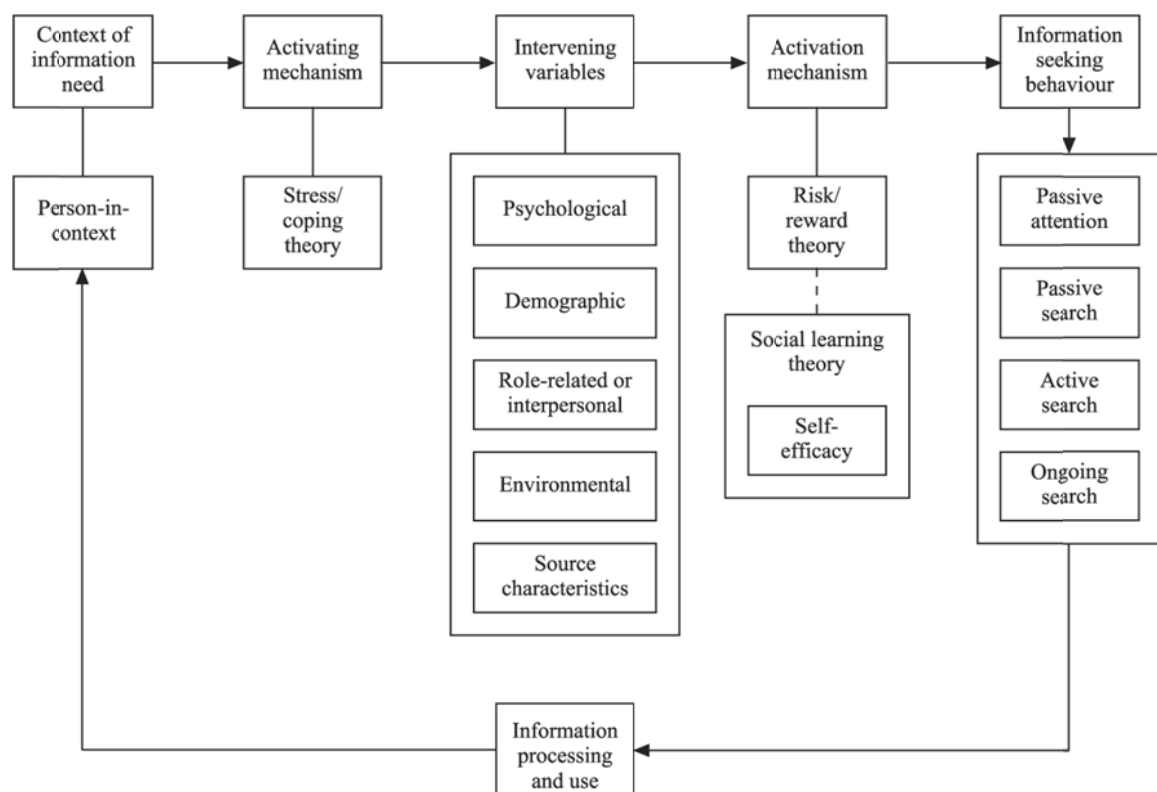 Context of
information
need
Activating
mechanism
Intervening
variables
Activation
mechanism
Information
seeking
behaviour
Person-in-
context
Stress/
coping
theory
Psychological
Demographic
Role-related or
interpersonal
Environmental
Source
characteristics
Risk/
reward
theory
Social learning
theory
Self-
efficacy
Passive
attention
Passive
search
Active
search
Ongoing
search
Information
processing
and use